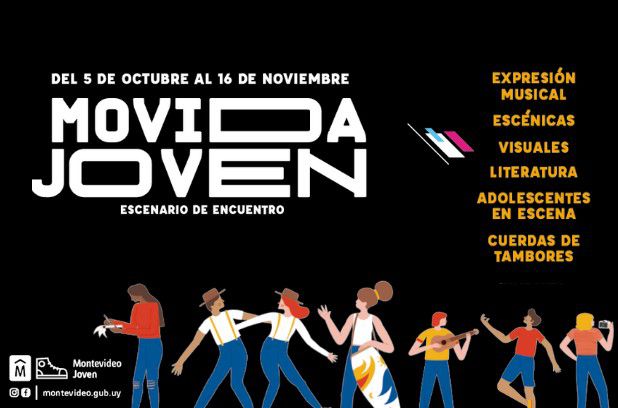 DEL 5 DE OCTUBRE AL 16 DE NOVIEMBRE
MOVIDA
JOVEN
ESCENARIO DE ENCUENTRO
EXPRESIÓN
MUSICAL
ESCÉNICAS
VISUALES
LITERATURA
ADOLESCENTES
EN ESCENA
CUERDAS DE
TAMBORES
M
Montevideo
Joven
montevideo.gub.uy